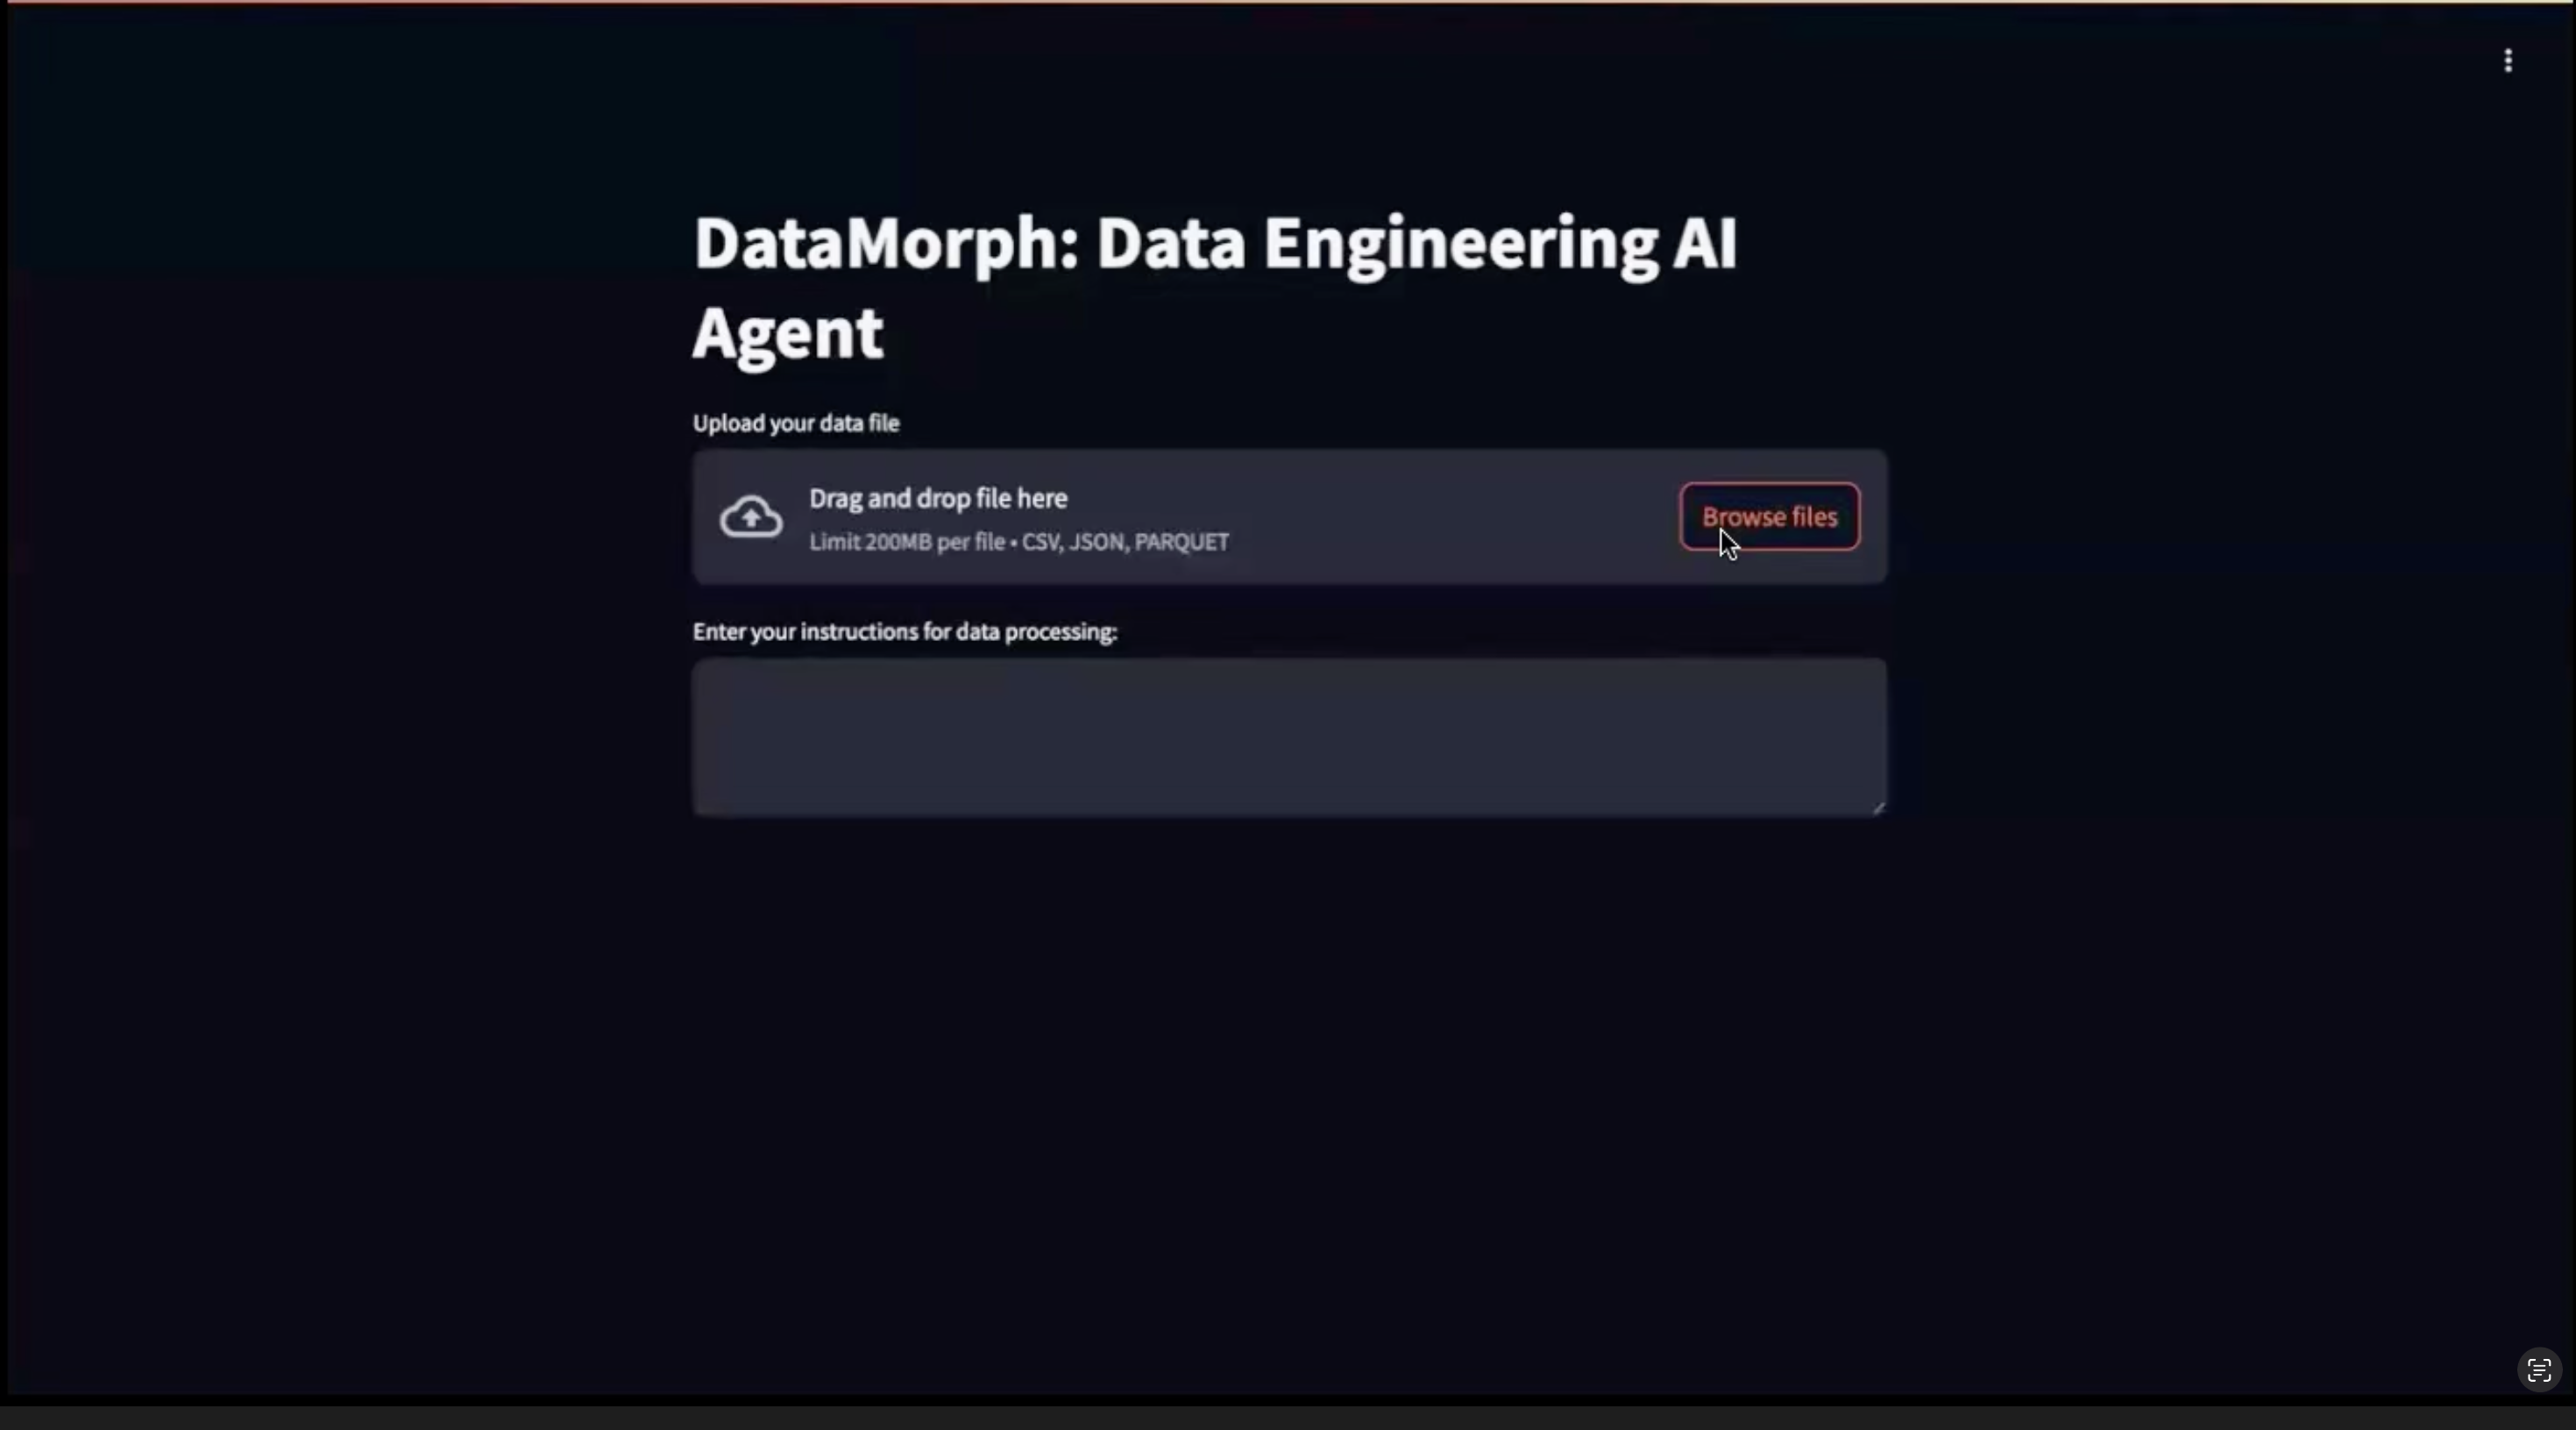 DataMorph: Data Engineering AI
Agent
Upload your data file
Drag and drop file here
Limit 200MB per file • CSV, JSON, PARQUET
Browse files
Enter your instructions for data processing: